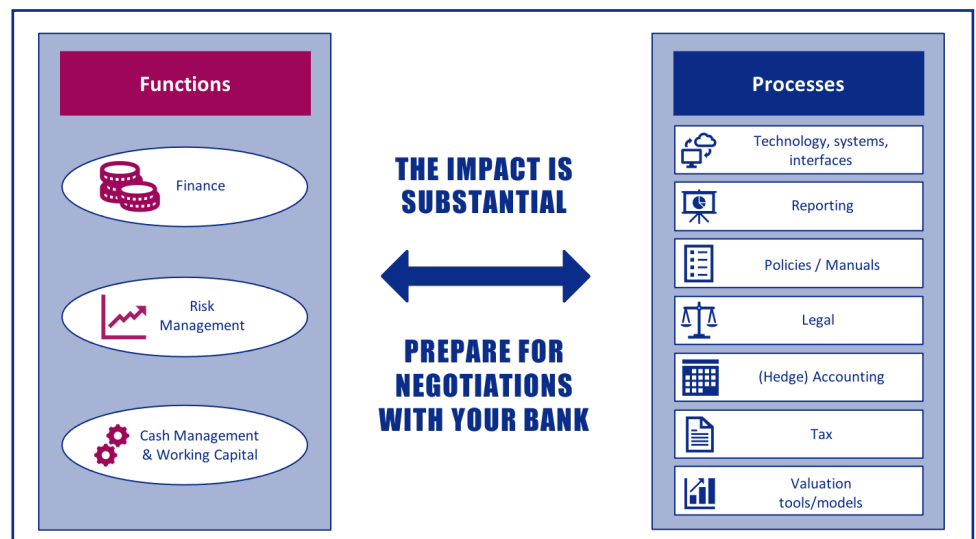 Functions
Finance
Risk
Management
Cash Management
& Working Capital
THE IMPACT IS
SUBSTANTIAL
PREPARE FOR
NEGOTIATIONS
WITH YOUR BANK
Processes
Technology, systems,
interfaces
Reporting
Policies / Manuals
Legal
(Hedge) Accounting
Tax
Valuation
tools/models